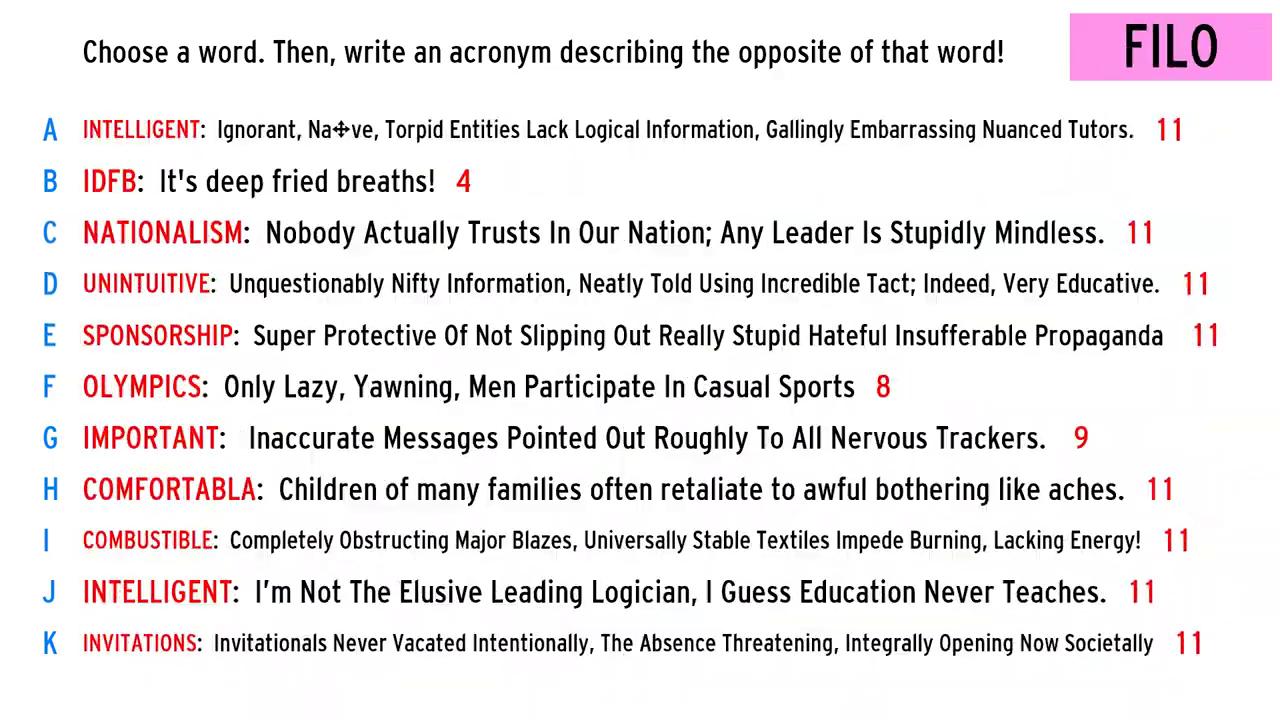 Choose a word. Then, write an acronym describing the opposite of that word!
FILO
A INTELLIGENT: Ignorant, Na✥ve, Torpid Entities Lack Logical Information, Gallingly Embarrassing Nuanced Tutors. 11
B IDFB: It's deep fried breaths! 4
C NATIONALISM: Nobody Actually Trusts In Our Nation; Any Leader Is Stupidly Mindless. 11
D UNINTUITIVE: Unquestionably Nifty Information, Neatly Told Using Incredible Tact; Indeed, Very Educative. 11
E SPONSORSHIP: Super Protective Of Not Slipping Out Really Stupid Hateful Insufferable Propaganda 11
F OLYMPICS: Only Lazy, Yawning, Men Participate In Casual Sports 8
G IMPORTANT: Inaccurate Messages Pointed Out Roughly To All Nervous Trackers. 9
H COMFORTABLA: Children of many families often retaliate to awful bothering like aches. 11
I COMBUSTIBLE: Completely Obstructing Major Blazes, Universally Stable Textiles Impede Burning, Lacking Energy! 11
J INTELLIGENT: I'm Not The Elusive Leading Logician, I Guess Education Never Teaches. 11
K INVITATIONS: Invitationals Never Vacated Intentionally, The Absence Threatening, Integrally Opening Now Societally 11